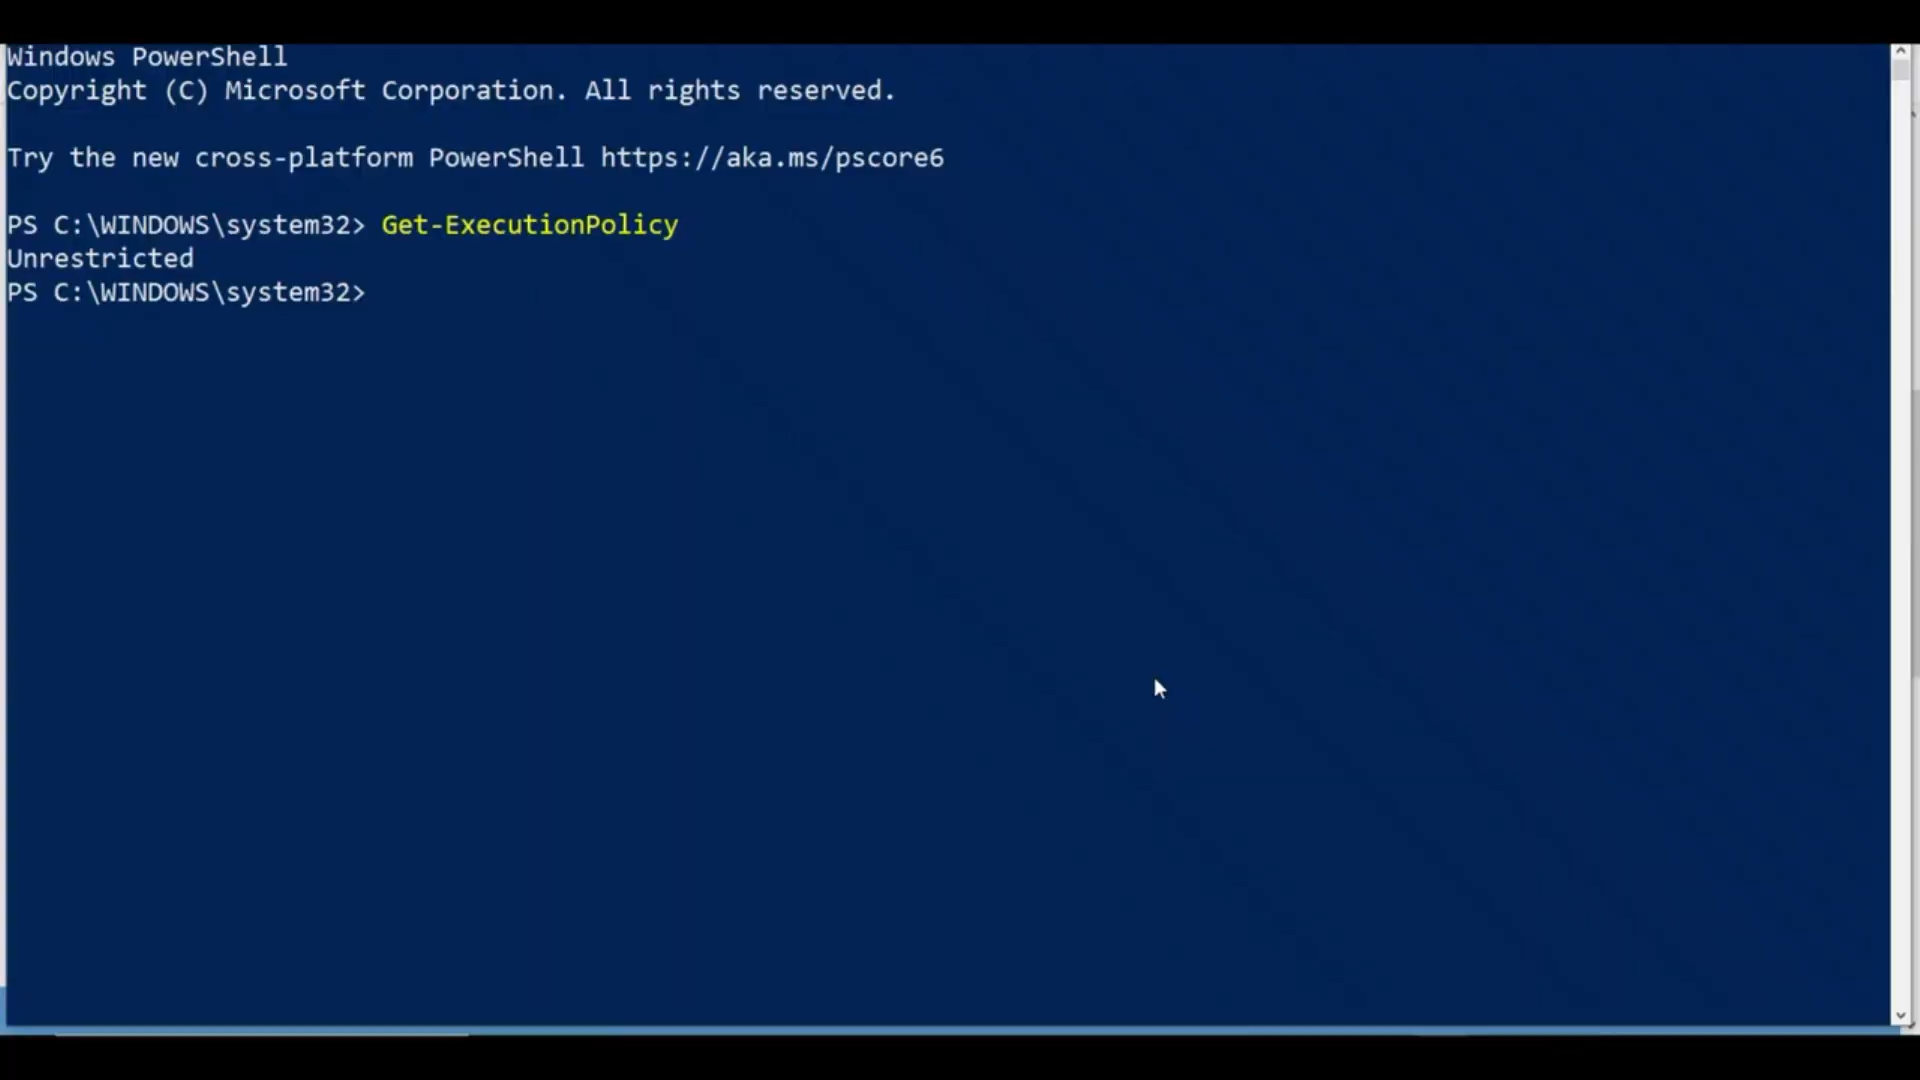 Windows PowerShell
Copyright (C) Microsoft Corporation. All rights reserved.
Try the new cross-platform PowerShell https://aka.ms/pscore6
PS C:\WINDOWS\system32> Get-ExecutionPolicy
Unrestricted
PS C:\WINDOWS\system32>